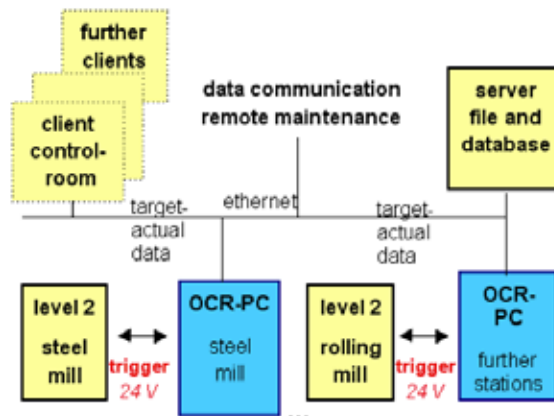 further
clients
client
control-
room
data communication
remote maintenance
server
file and
database
target-
actual
data
ethernet
target-
actual
data
level 2
steel
mill
trigger
24 V
OCR-PC
steel
mill
level 2
rolling
mill
trigger
24 V
OCR-
PC
further
stations
...